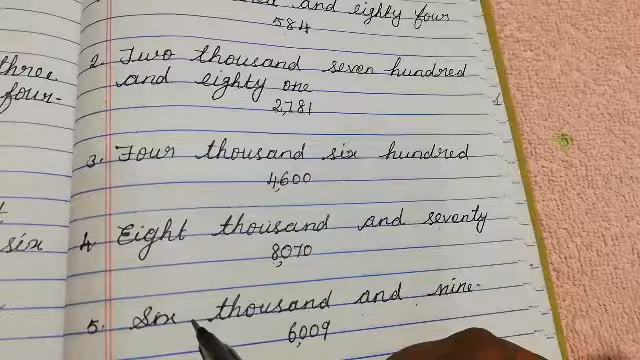 and eighty four
584
three
four.
2. Two thousand seven hundred
and eighty one
2,781
3. Four thousand six hundred
4,600
six
4. Eight thousand and seventy
8,070
5. Six thousand and nine.
6,009